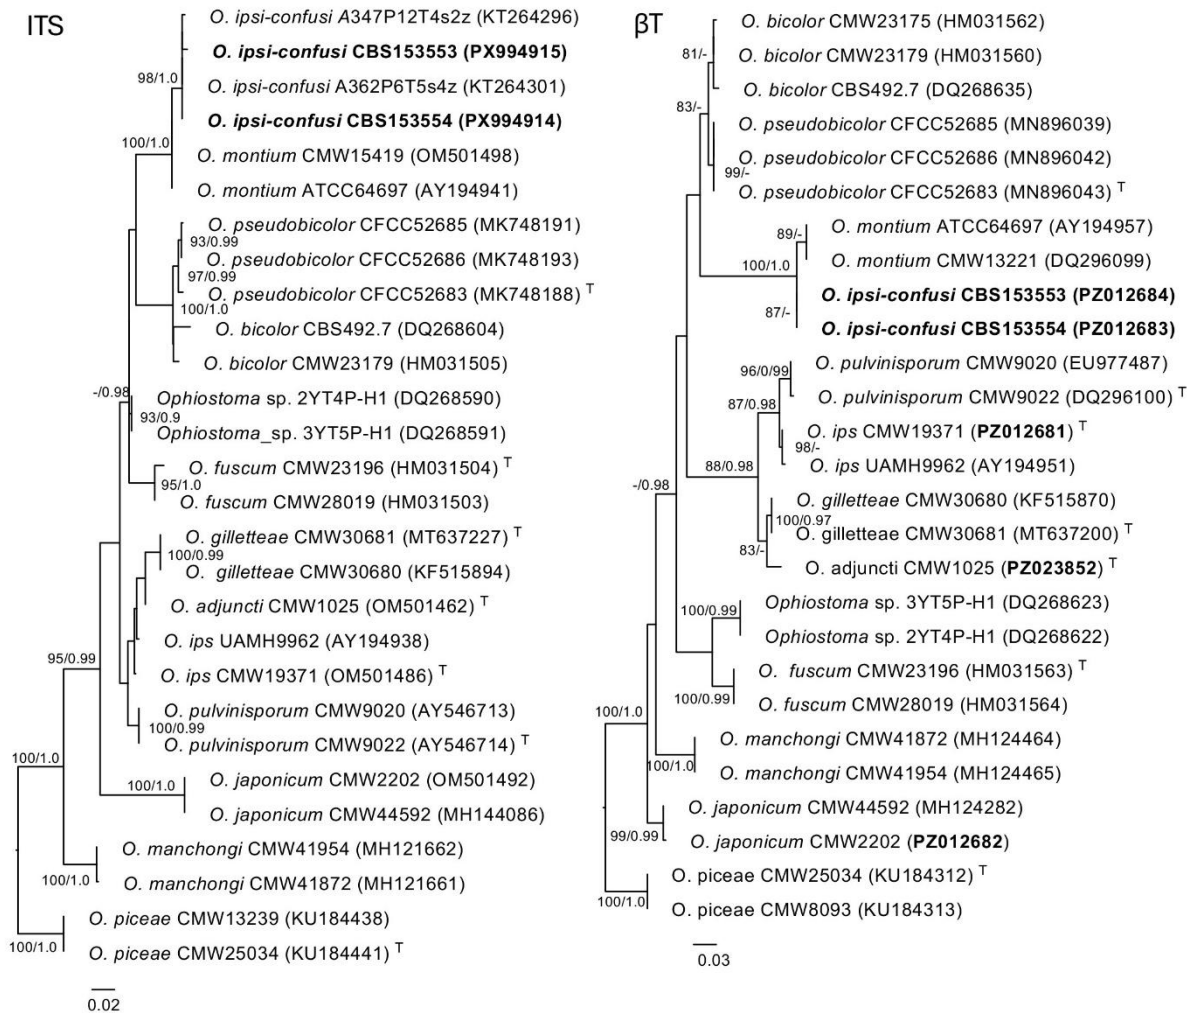 ITS
O. ipsi-confusi A347P12T4s2z (KT264296)
O. ipsi-confusi CBS153553 (PX994915)
98/1.0
O. ipsi-confusi A362P6T5s4z (KT264301)
O. ipsi-confusi CBS153554 (PX994914)
100/1.0
O. montium CMW15419 (OM501498)
O. montium ATCC64697 (AY194941)
O. pseudobicolor CFCC52685 (MK748191)
93/0.99
O. pseudobicolor CFCC52686 (MK748193)
97/0.99
O. pseudobicolor CFCC52683 (MK748188) T
100/1.0
O. bicolor CBS492.7 (DQ268604)
O. bicolor CMW23179 (HM031505)
-/0.98
Ophiostoma sp. 2YT4P-H1 (DQ268590)
93/0.9
Ophiostoma_sp. 3YT5P-H1 (DQ268591)
O. fuscum CMW23196 (HM031504) T
95/1.0
O. fuscum CMW28019 (HM031503)
O. gilletteae CMW30681 (MT637227) T
100/0.99
O. gilletteae CMW30680 (KF515894)
O. adjuncti CMW1025 (OM501462) T
O. ips UAMH9962 (AY194938)
95/0.99
O. ips CMW19371 (OM501486) T
O. pulvinisporum CMW9020 (AY546713)
100/0.99
O. pulvinisporum CMW9022 (AY546714) T
100/1.0
O. japonicum CMW2202 (OM501492)
100/1.0
O. japonicum CMW44592 (MH144086)
O. manchongi CMW41954 (MH121662)
100/1.0
O. manchongi CMW41872 (MH121661)
O. piceae CMW13239 (KU184438)
100/1.0
O. piceae CMW25034 (KU184441) T
0.02
βT
O. bicolor CMW23175 (HM031562)
81/-
O. bicolor CMW23179 (HM031560)
O. bicolor CBS492.7 (DQ268635)
83/-
O. pseudobicolor CFCC52685 (MN896039)
O. pseudobicolor CFCC52686 (MN896042)
99/-
O. pseudobicolor CFCC52683 (MN896043) T
O. montium ATCC64697 (AY194957)
89/-
O. montium CMW13221 (DQ296099)
100/1.0
O. ipsi-confusi CBS153553 (PZ012684)
87/-
O. ipsi-confusi CBS153554 (PZ012683)
O. pulvinisporum CMW9020 (EU977487)
96/0/99
O. pulvinisporum CMW9022 (DQ296100) T
87/0.98
O. ips CMW19371 (PZ012681) T
98/-
O. ips UAMH9962 (AY194951)
88/0.98
-/0.98
O. gilletteae CMW30680 (KF515870)
100/0.97
O. gilletteae CMW30681 (MT637200) T
83/-
O. adjuncti CMW1025 (PZ023852) T
Ophiostoma sp. 3YT5P-H1 (DQ268623)
100/0.99
Ophiostoma sp. 2YT4P-H1 (DQ268622)
O. fuscum CMW23196 (HM031563) T
100/0.99
O. fuscum CMW28019 (HM031564)
100/1.0
O. manchongi CMW41872 (MH124464)
100/1.0
O. manchongi CMW41954 (MH124465)
O. japonicum CMW44592 (MH124282)
99/0.99
O. japonicum CMW2202 (PZ012682)
O. piceae CMW25034 (KU184312) T
100/1.0
O. piceae CMW8093 (KU184313)
0.03